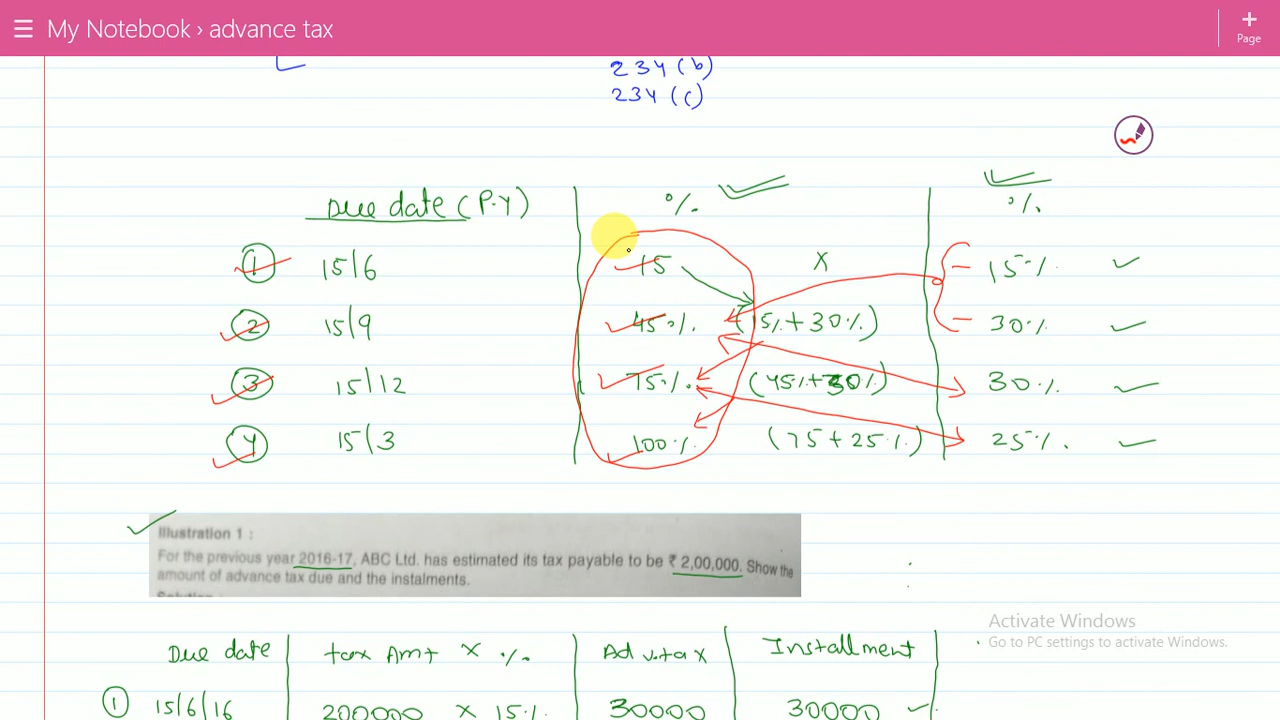 My Notebook › advance tax
Page
234 (b)
234 (c)
Due date (P.Y) % %
1 15/6 15 X 15%
2 15/9 45% (15%+30%) 30%
3 15/12 75% (45%+30%) 30%
4 15/3 100% (75+25%) 25%
Illustration 1 :
For the previous year 2016-17, ABC Ltd. has estimated its tax payable to be ₹ 2,00,000. Show the
amount of advance tax due and the instalments.
Activate Windows
Go to PC settings to activate Windows.
Due date tax Amt X % Adv.tax Installment
1 15/6/16 200000 X 15% 30000 30000